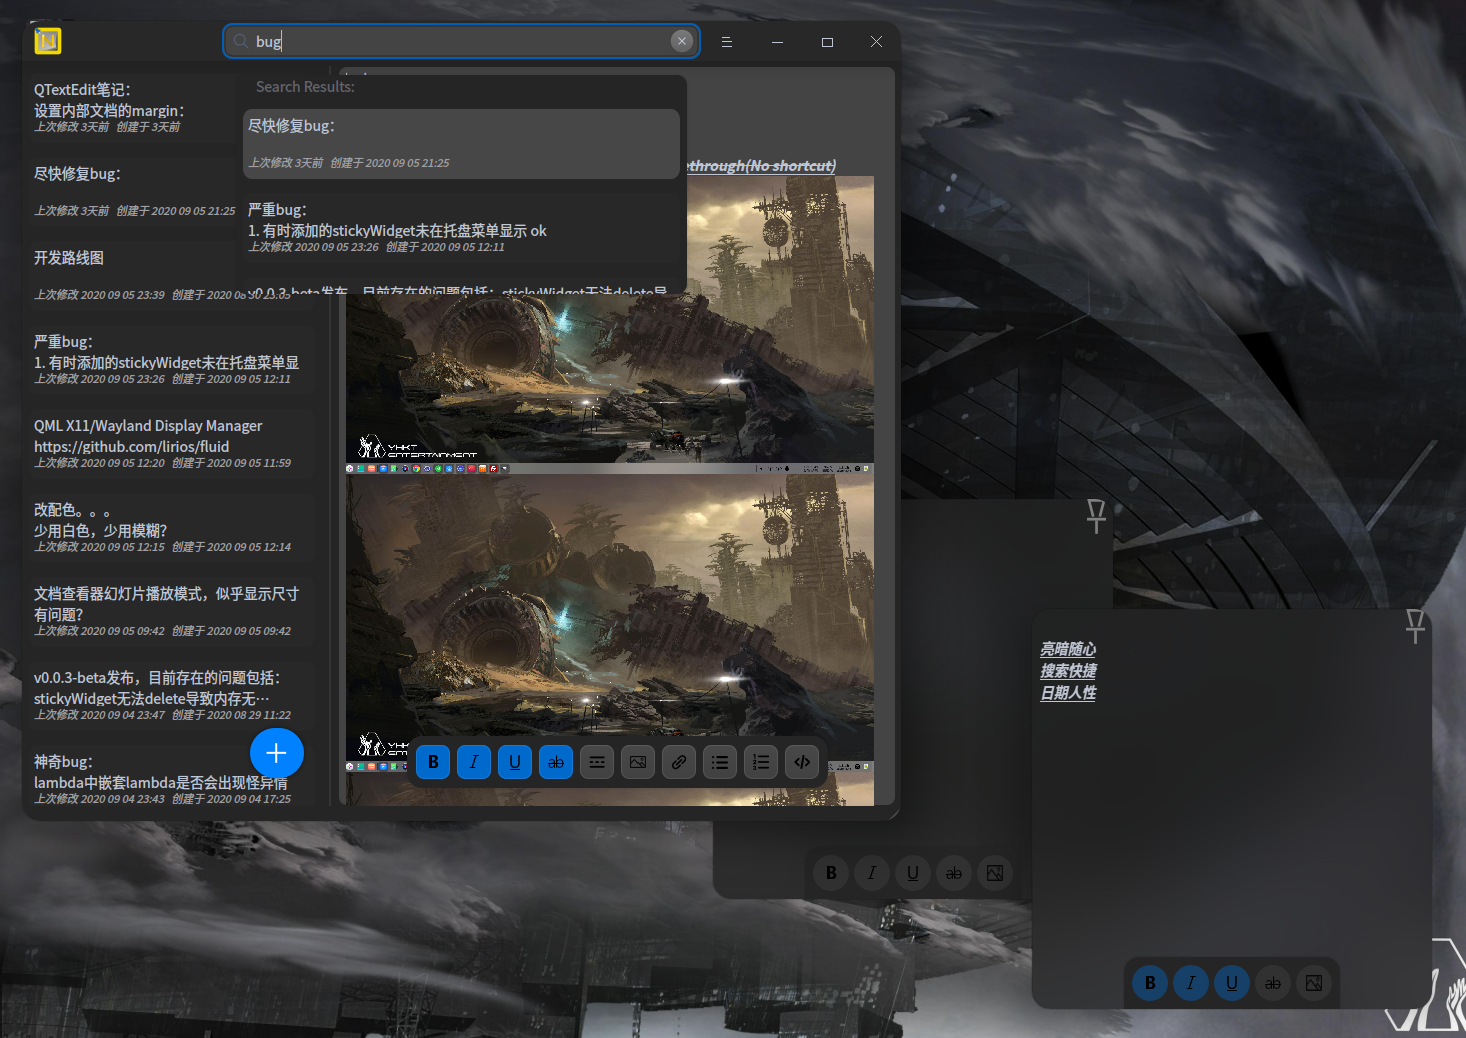 bug
QTextEdit笔记：
设置内部文档的margin：
上次修改 3天前 创建于 3天前
尽快修复bug：
上次修改 3天前 创建于 2020 09 05 21:25
开发路线图
上次修改 2020 09 05 23:39 创建于 2020 08
严重bug：
1. 有时添加的stickyWidget未在托盘菜单显
上次修改 2020 09 05 23:26 创建于 2020 09 05 12:11
QML X11/Wayland Display Manager
https://github.com/lirios/fluid
上次修改 2020 09 05 12:20 创建于 2020 09 05 11:59
改配色。。。
少用白色，少用模糊？
上次修改 2020 09 05 12:15 创建于 2020 09 05 12:14
文档查看器幻灯片播放模式，似乎显示尺寸
有问题？
上次修改 2020 09 05 09:42 创建于 2020 09 05 09:42
v0.0.3-beta发布，目前存在的问题包括：
stickyWidget无法delete导致内存无…
上次修改 2020 09 04 23:47 创建于 2020 08 29 11:22
神奇bug：
lambda中嵌套lambda是否会出现怪异情
上次修改 2020 09 04 23:43 创建于 2020 09 04 17:25
Search Results:
尽快修复bug：
上次修改 3天前 创建于 2020 09 05 21:25
严重bug：
1. 有时添加的stickyWidget未在托盘菜单显示 ok
上次修改 2020 09 05 23:26 创建于 2020 09 05 12:11
v0.0.3-beta发布，目前存在的问题包括：stickyWidget无法delete导
ethrough(No shortcut)
YHKT
ENTERTAINMENT
YHKT
B I U ab
B I U ab
亮暗随心
搜索快捷
日期人性
B I U ab